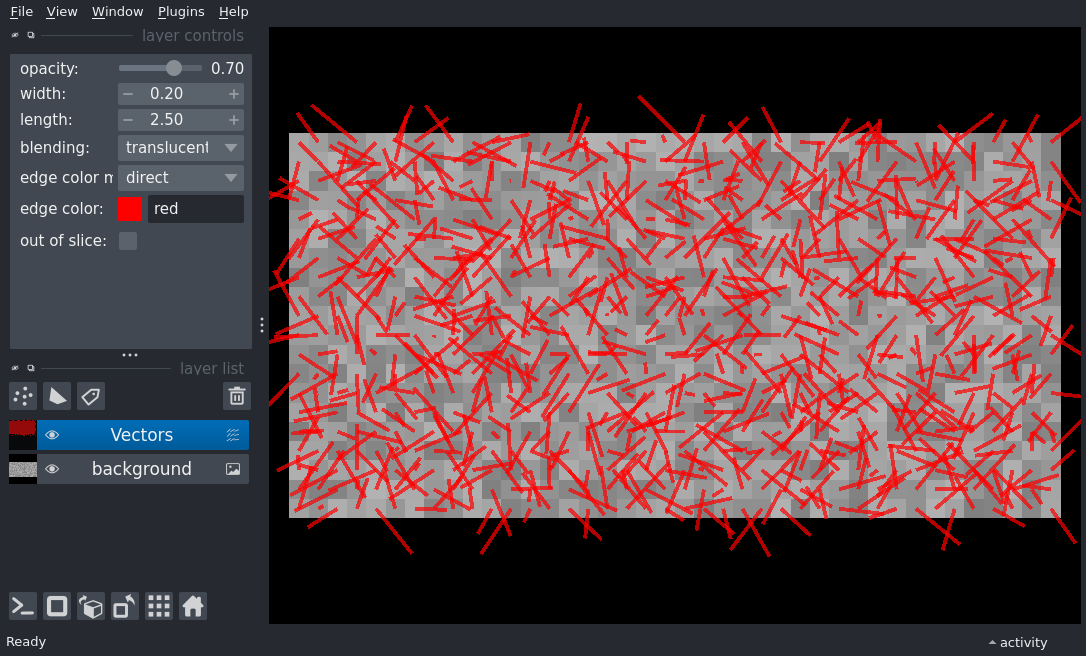 File View Window Plugins Help
layer controls
opacity: 0.70
width: 0.20
length: 2.50
blending: translucent
edge color m direct
edge color: red
out of slice:
layer list
Vectors
background
Ready
activity